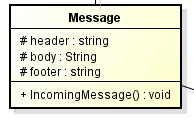 Message
# header : string
# body : String
# footer : string
+ IncomingMessage() : void